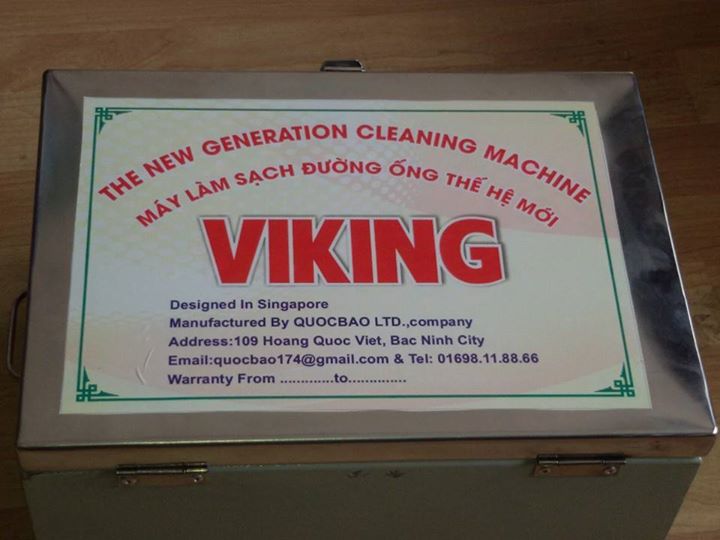 THE NEW GENERATION CLEANING MACHINE
MÁY LÀM SẠCH ĐƯỜNG ỐNG THẾ HỆ MỚI
VIKING
Designed In Singapore
Manufactured By QUOCBAO LTD.,company
Address:109 Hoang Quoc Viet, Bac Ninh City
Email:quocbao174@gmail.com & Tel: 01698.11.88.66
Warranty From .............to..............